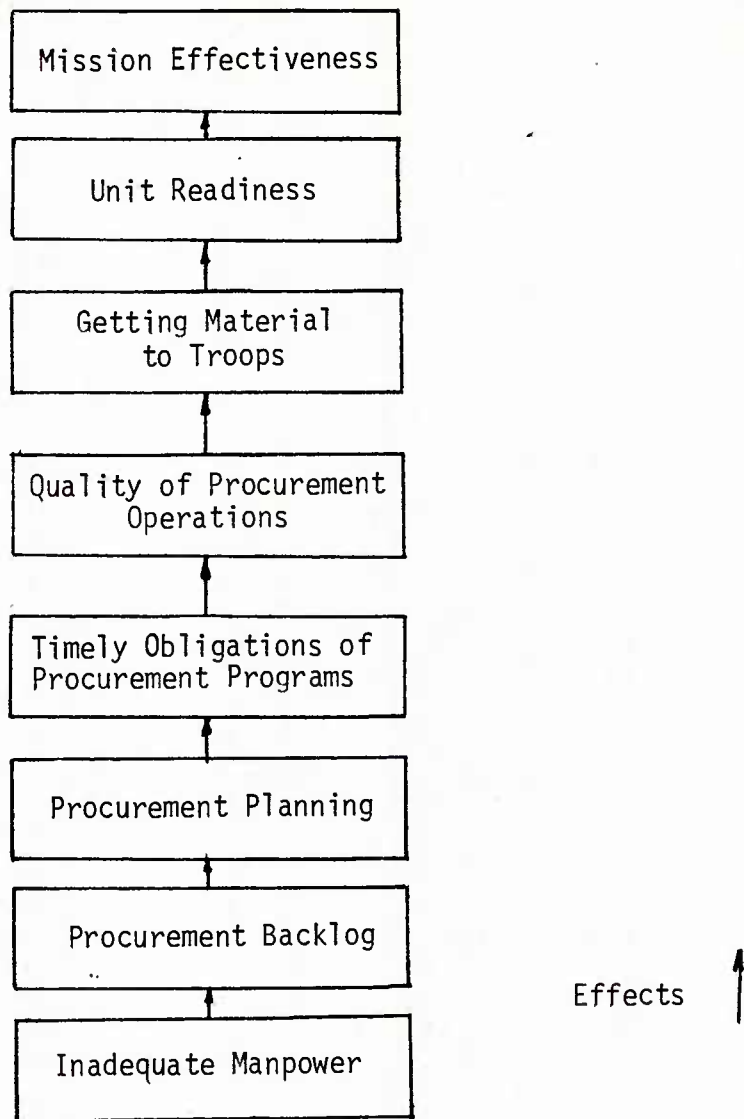 Mission Effectiveness
Unit Readiness
Getting Material
to Troops
Quality of Procurement
Operations
Timely Obligations of
Procurement Programs
Procurement Planning
Procurement Backlog
Inadequate Manpower
Effects